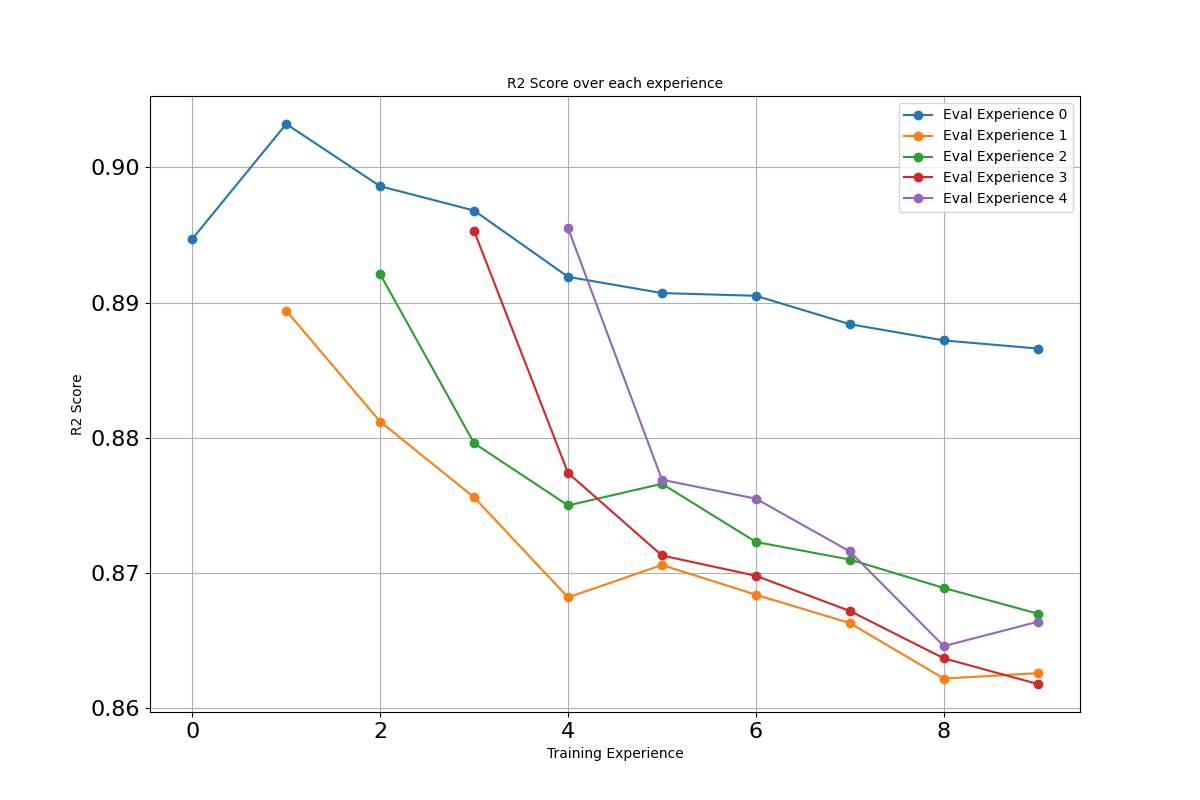 R2 Score over each experience
Eval Experience 0
Eval Experience 1
Eval Experience 2
Eval Experience 3
Eval Experience 4
0.90
0.89
0.88
0.87
0.86
R2 Score
0 2 4 6 8
Training Experience